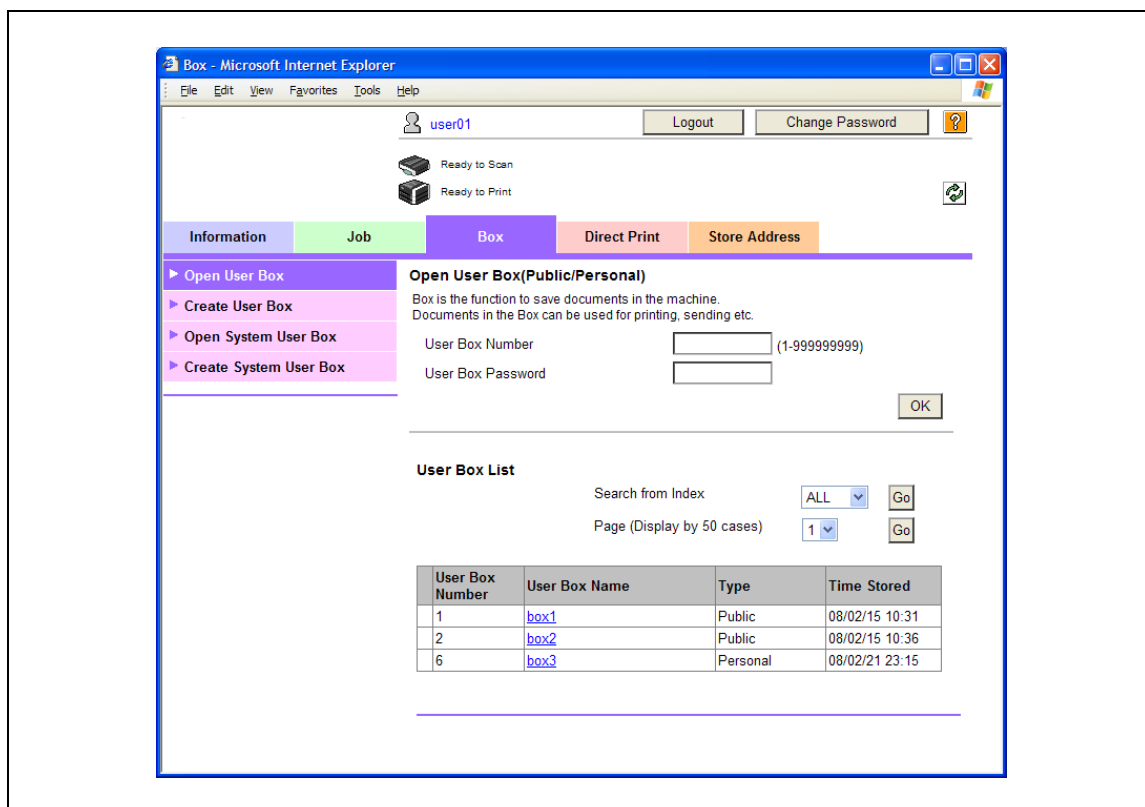 Box - Microsoft Internet Explorer
File Edit View Favorites Tools Help
user01 Logout Change Password ?
Ready to Scan
Ready to Print
Information Job Box Direct Print Store Address
Open User Box
Create User Box
Open System User Box
Create System User Box
Open User Box(Public/Personal)
Box is the function to save documents in the machine.
Documents in the Box can be used for printing, sending etc.
User Box Number (1-999999999)
User Box Password
OK
User Box List
Search from Index ALL Go
Page (Display by 50 cases) 1 Go
User Box Number User Box Name Type Time Stored
1 box1 Public 08/02/15 10:31
2 box2 Public 08/02/15 10:36
6 box3 Personal 08/02/21 23:15